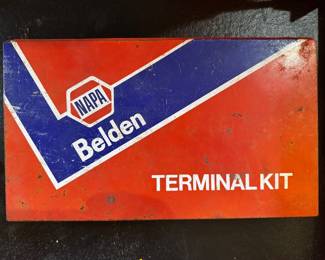 NAPA
Belden
TERMINAL KIT